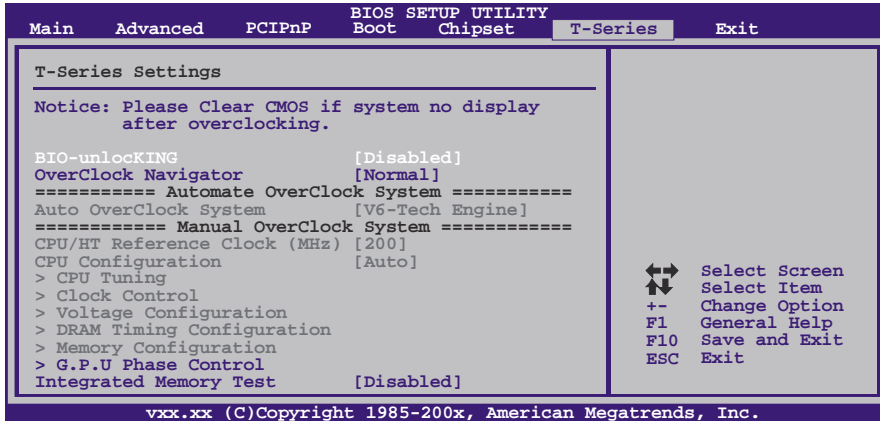 BIOS SETUP UTILITY
Main Advanced PCIPnP Boot Chipset T-Series Exit
T-Series Settings
Notice: Please Clear CMOS if system no display
after overclocking.
BIO-unlocKING [Disabled]
OverClock Navigator [Normal]
=========== Automate OverClock System ===========
Auto OverClock System [V6-Tech Engine]
============ Manual OverClock System ============
CPU/HT Reference Clock (MHz) [200]
CPU Configuration [Auto]
> CPU Tuning
> Clock Control
> Voltage Configuration
> DRAM Timing Configuration
> Memory Configuration
> G.P.U Phase Control
Integrated Memory Test [Disabled]
Select Screen
Select Item
+- Change Option
F1 General Help
F10 Save and Exit
ESC Exit
vxx.xx (C)Copyright 1985-200x, American Megatrends, Inc.